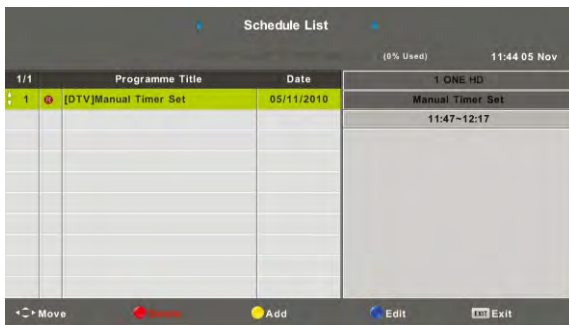 Schedule List
(0% Used) 11:44 05 Nov
1/1 Programme Title Date 1 ONE HD
1 [DTV]Manual Timer Set 05/11/2010 Manual Timer Set
11:47~12:17
Move Add Edit EXIT Exit